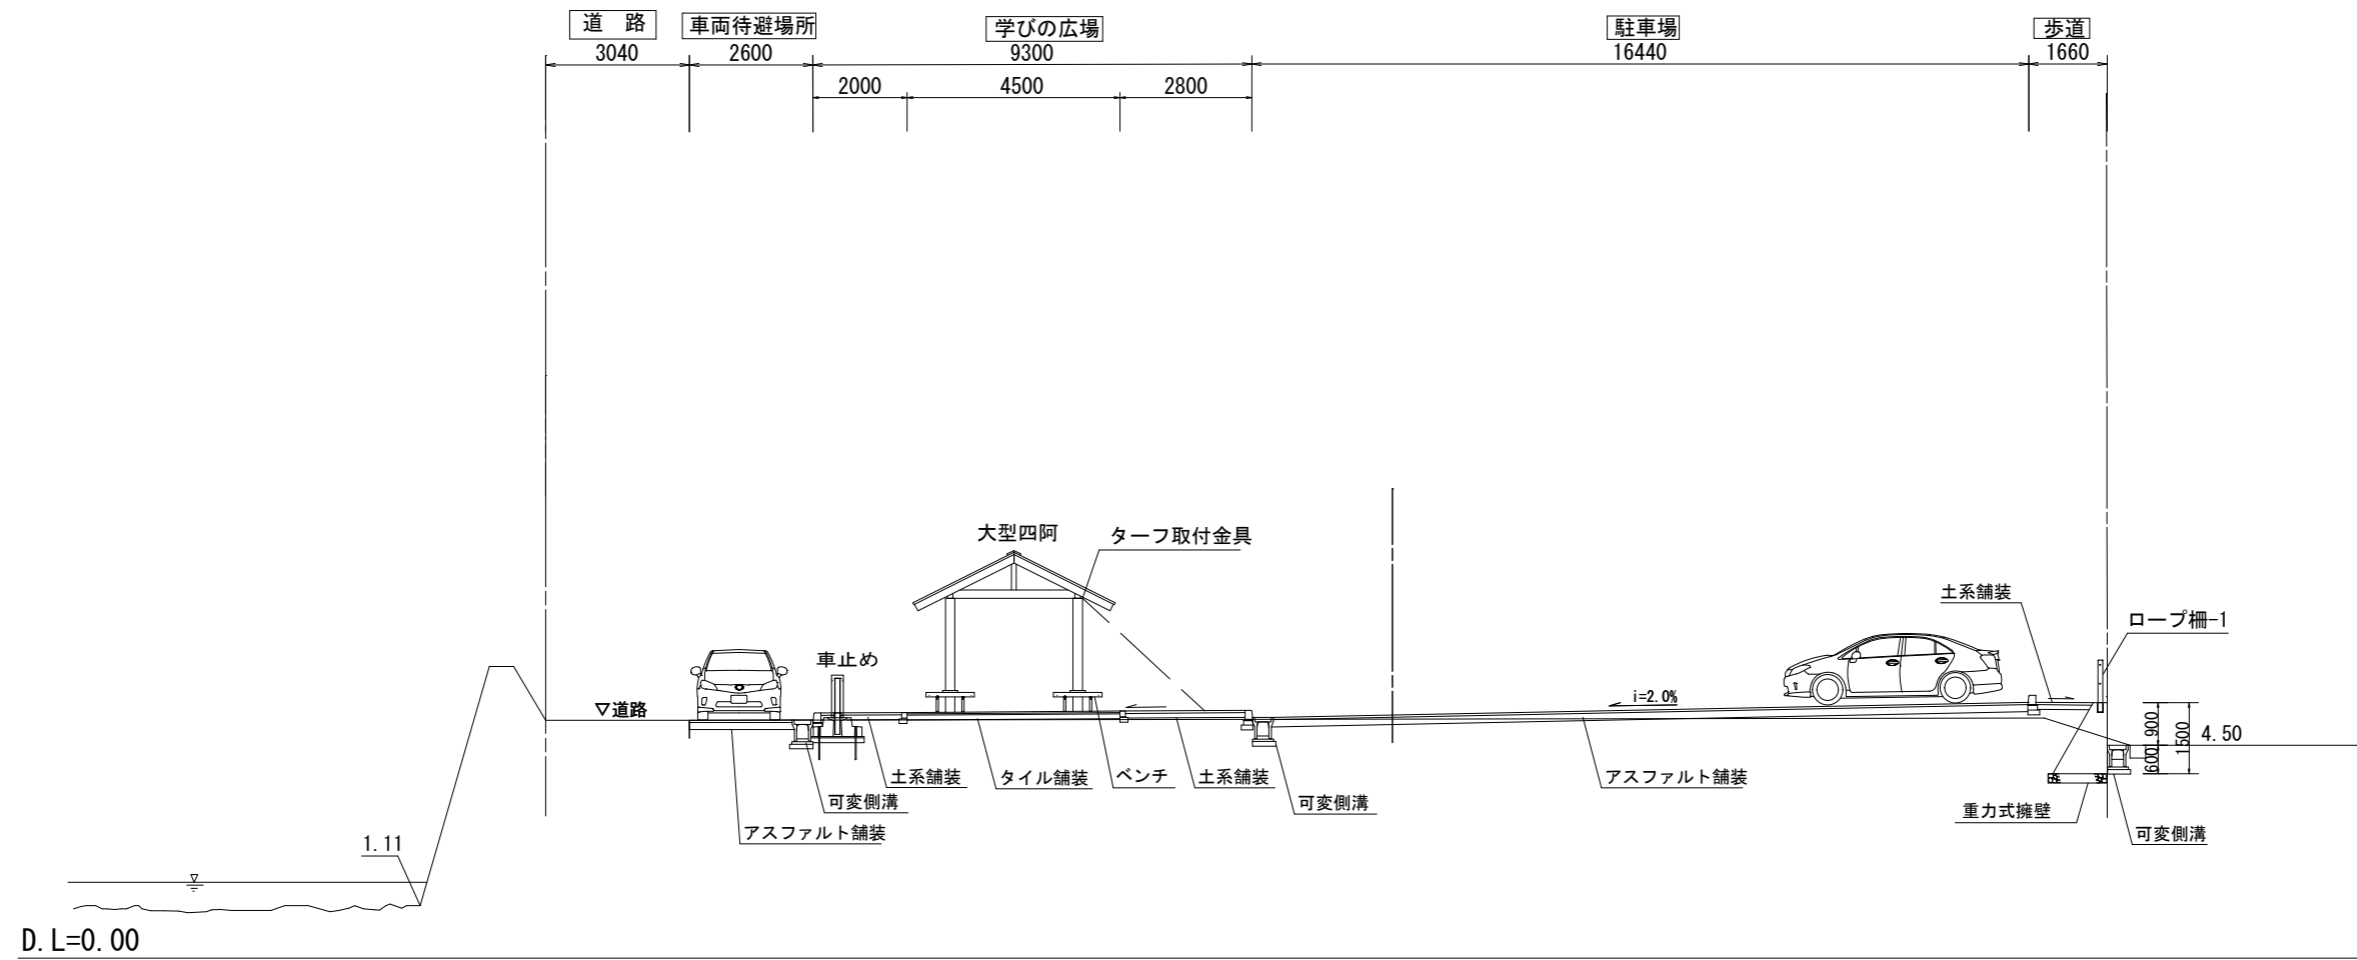 道　路
車両待避場所
学びの広場
駐車場
歩道
3040
2600
9300
16440
1660
2000
4500
2800
大型四阿
ターフ取付金具
土系舗装
ロープ柵-1
車止め
i=2.0%
▽道路
900
1500
600
4.50
土系舗装
タイル舗装
ベンチ
土系舗装
アスファルト舗装
可変側溝
可変側溝
重力式擁壁
アスファルト舗装
可変側溝
1.11
D.L=0.00